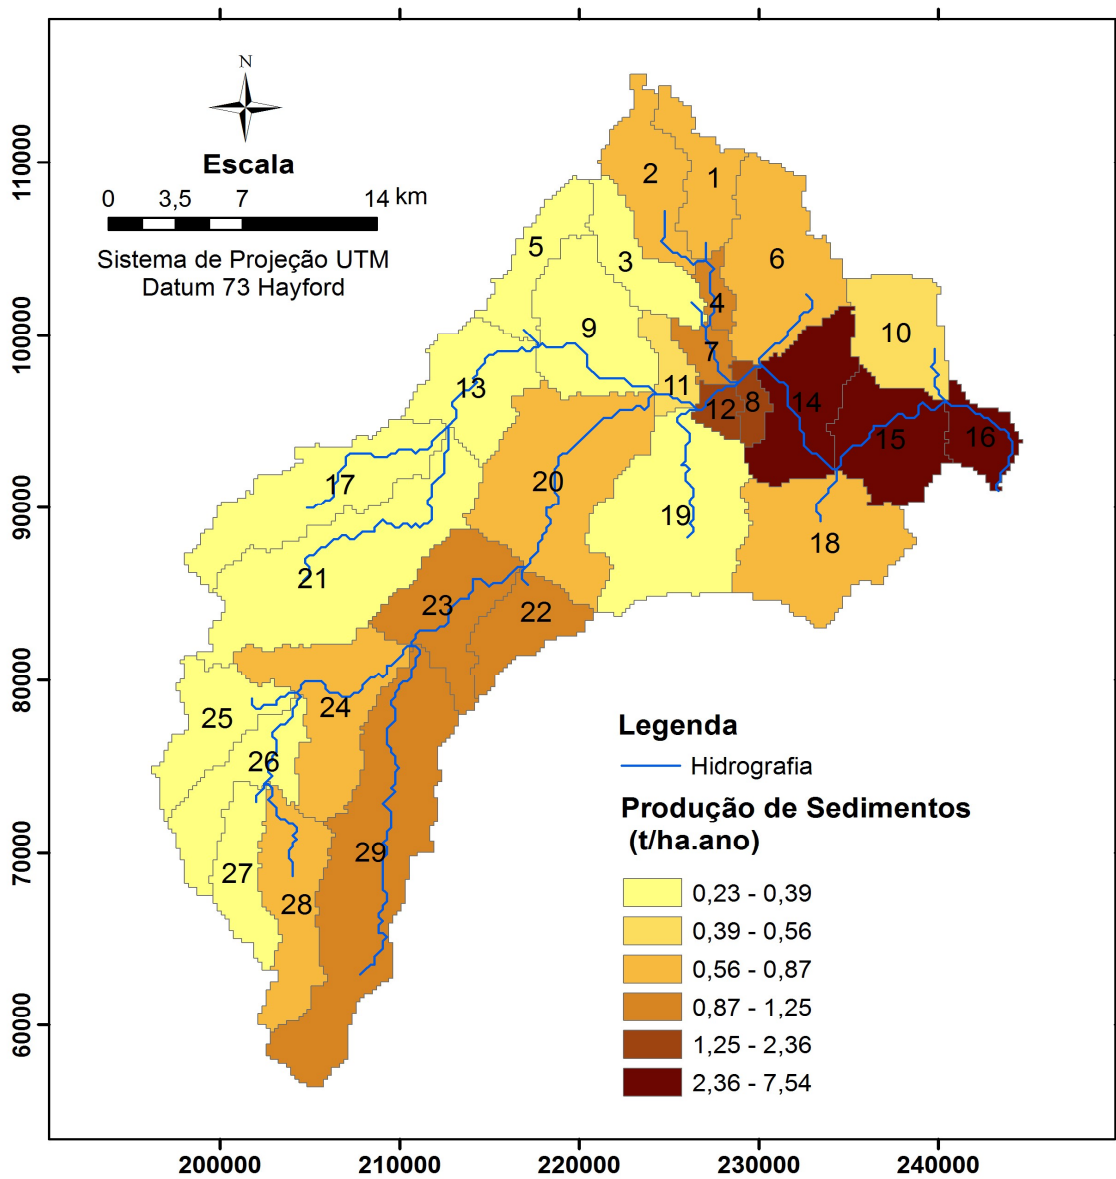 N
Escala
0 3,5 7 14 km
Sistema de Projeção UTM
Datum 73 Hayford
110000
100000
90000
80000
70000
60000
2
1
5
3
6
4
9
10
7
11
13
12
8
14
15
16
17
20
19
18
21
23
22
24
25
26
27
28
29
Legenda
Hidrografia
Produção de Sedimentos
(t/ha.ano)
0,23 - 0,39
0,39 - 0,56
0,56 - 0,87
0,87 - 1,25
1,25 - 2,36
2,36 - 7,54
200000 210000 220000 230000 240000